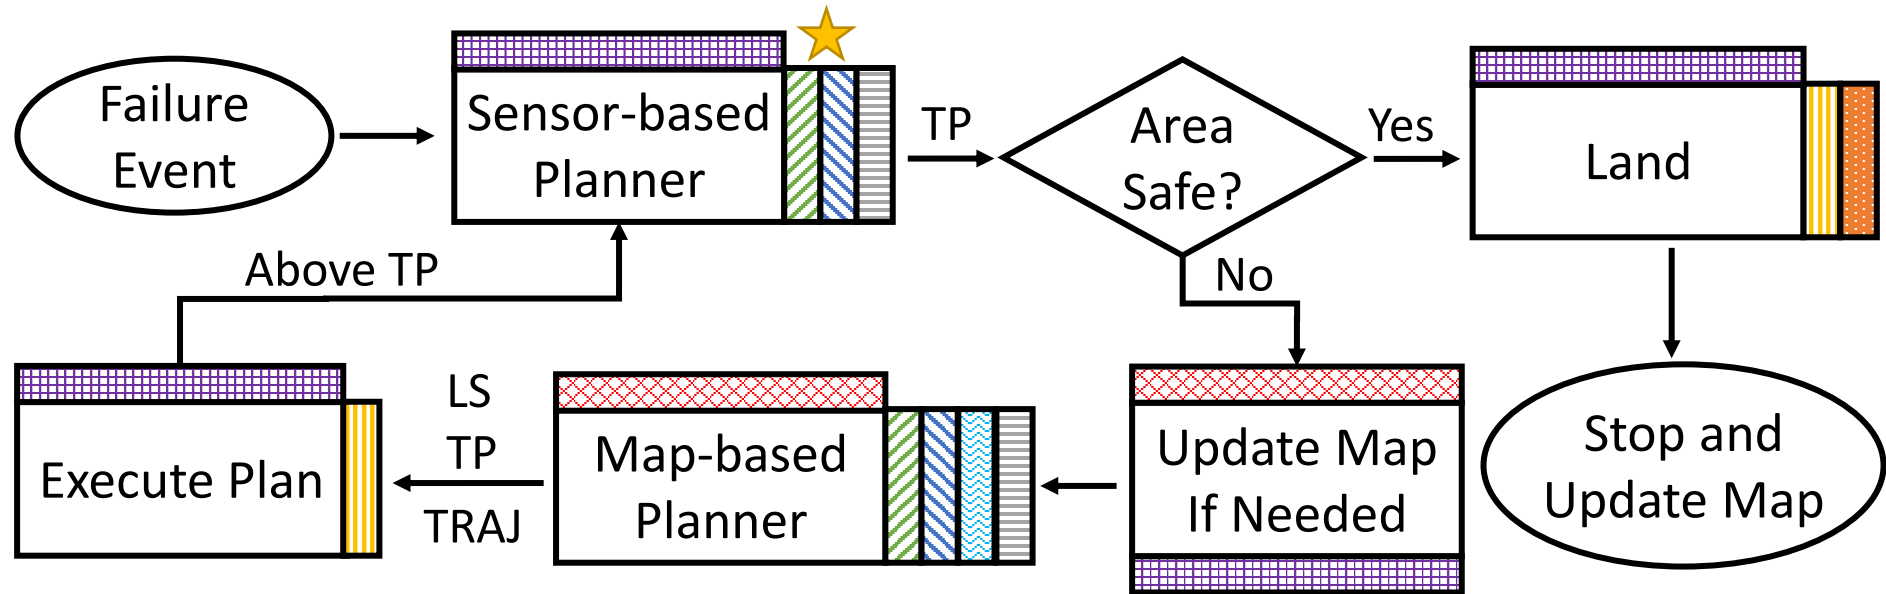 Failure
Event
Sensor-based
Planner
TP
Area
Safe?
Yes
Land
Above TP
No
Execute Plan
LS
TP
TRAJ
Map-based
Planner
Update Map
If Needed
Stop and
Update Map